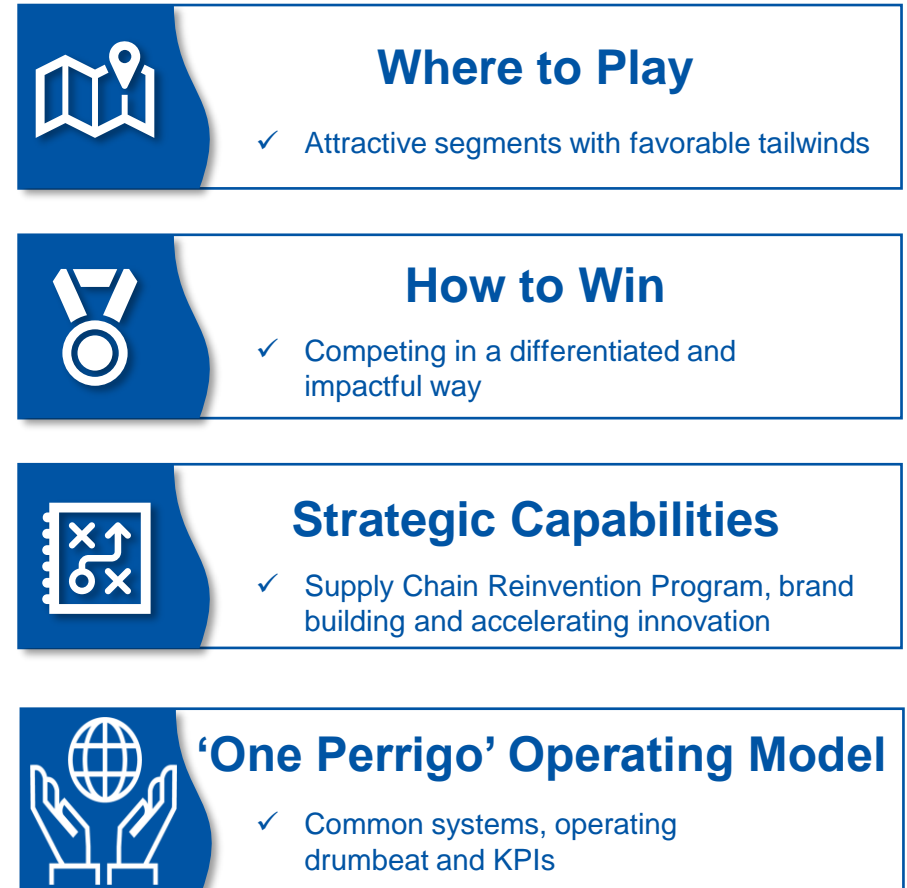 Where to Play
✓ Attractive segments with favorable tailwinds
How to Win
✓ Competing in a differentiated and
impactful way
Strategic Capabilities
✓ Supply Chain Reinvention Program, brand
building and accelerating innovation
‘One Perrigo’ Operating Model
✓ Common systems, operating
drumbeat and KPIs